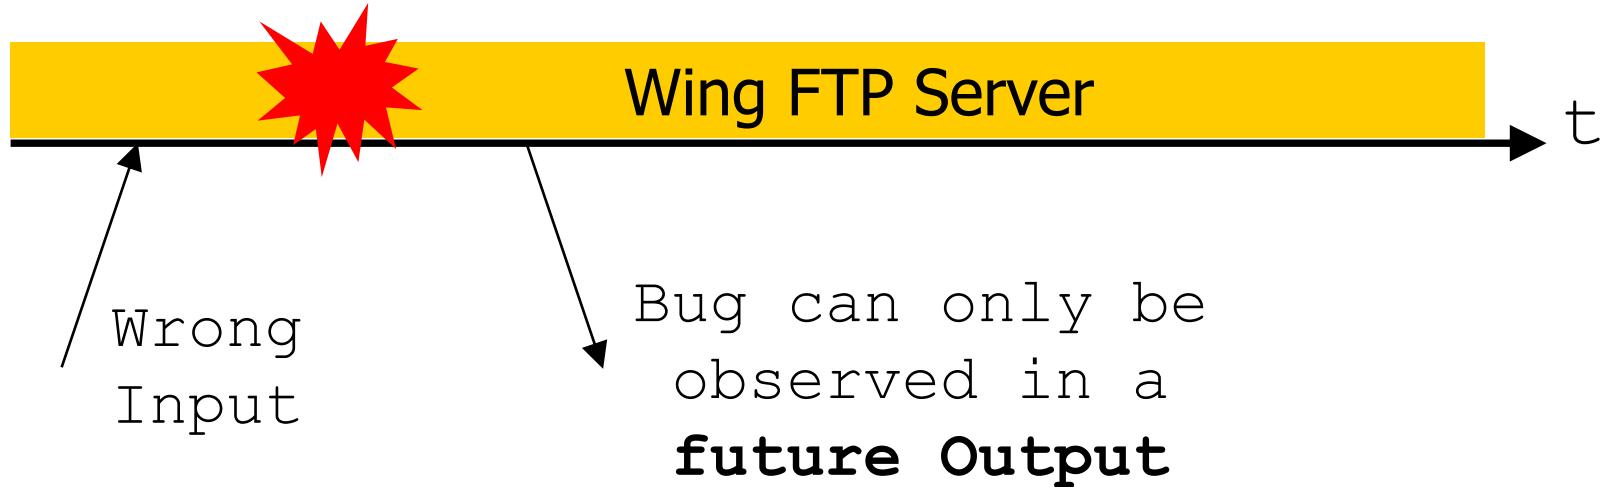 Wing FTP Server
t
Wrong
Input
Bug can only be
observed in a
future Output